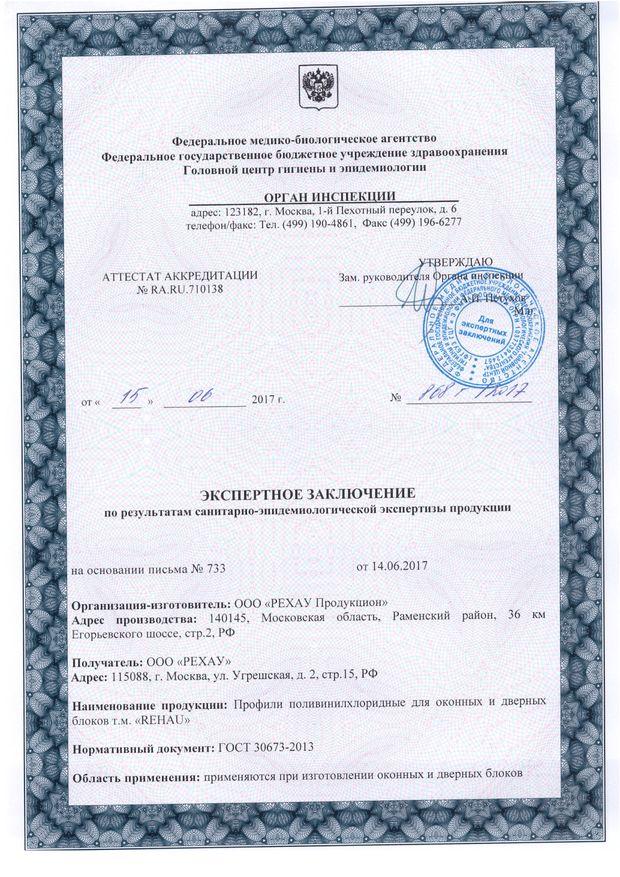 Федеральное медико-биологическое агентство
Федеральное государственное бюджетное учреждение здравоохранения
Головной центр гигиены и эпидемиологии
ОРГАН ИНСПЕКЦИИ
адрес: 123182, г. Москва, 1-й Пехотный переулок, д. 6
телефон/факс: Тел. (499) 190-4861, Факс (499) 196-6277
АТТЕСТАТ АККРЕДИТАЦИИ
№ RA.RU.710138
УТВЕРЖДАЮ
Зам. руководителя Органа инспекции
А.И. Петухов
Для
экспертных
заключений
от « 15 » 06 2017 г.
№
ЭКСПЕРТНОЕ ЗАКЛЮЧЕНИЕ
по результатам санитарно-эпидемиологической экспертизы продукции
на основании письма № 733 от 14.06.2017
Организация-изготовитель: ООО «РЕХАУ Продукцион»
Адрес производства: 140145, Московская область, Раменский район, 36 км
Егорьевского шоссе, стр.2, РФ
Получатель: ООО «РЕХАУ»
Адрес: 115088, г. Москва, ул. Угрешская, д. 2, стр.15, РФ
Наименование продукции: Профили поливинилхлоридные для оконных и дверных
блоков т.м. «REHAU»
Нормативный документ: ГОСТ 30673-2013
Область применения: применяются при изготовлении оконных и дверных блоков